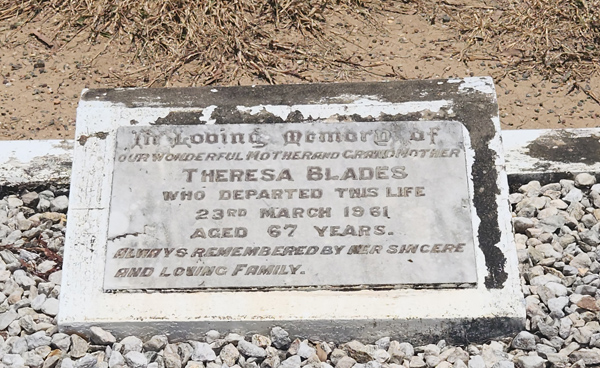 In Loving Memory of
OUR WONDERFUL MOTHER AND GRANDMOTHER
THERESA BLADES
WHO DEPARTED THIS LIFE
23RD MARCH 1961
AGED 67 YEARS.
ALWAYS REMEMBERED BY HER SINCERE
AND LOVING FAMILY.